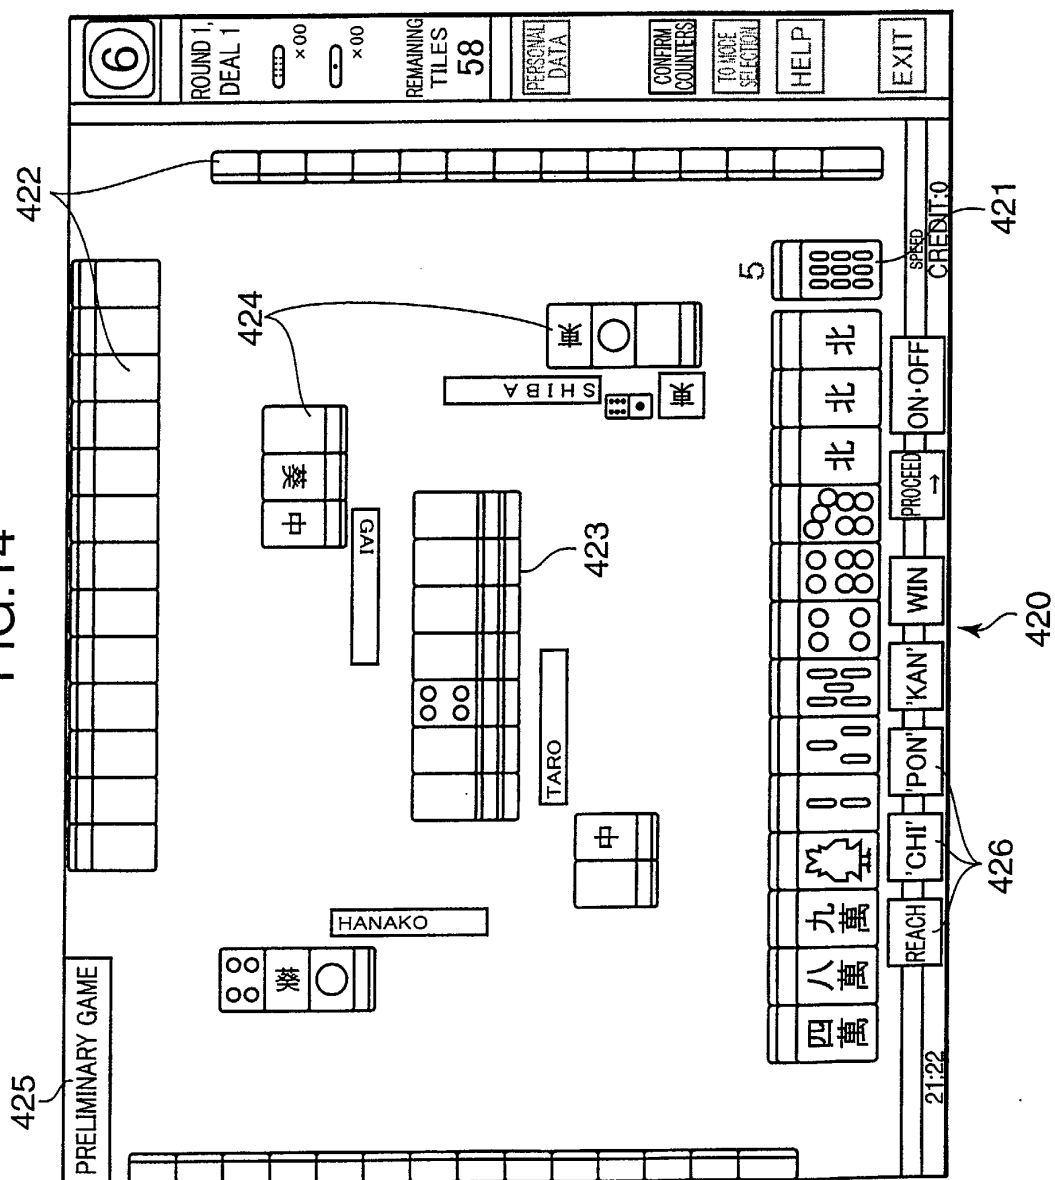 FIG.14
425
PRELIMINARY GAME
422
6
ROUND 1,
DEAL 1
×00
×00
REMAINING
TILES
58
PERSONAL
DATA
CONFIRM
COUNTERS
TO MODE
SELECTION
HELP
EXIT
424
中
GAI
HANAKO
423
TARO
中
東
SHIBA
東
5
421
四萬
八萬
九萬
北
北
北
REACH
'CHI'
'PON'
'KAN'
WIN
PROCEED
→
ON·OFF
SPEED
CREDIT:0
21:22
426
420